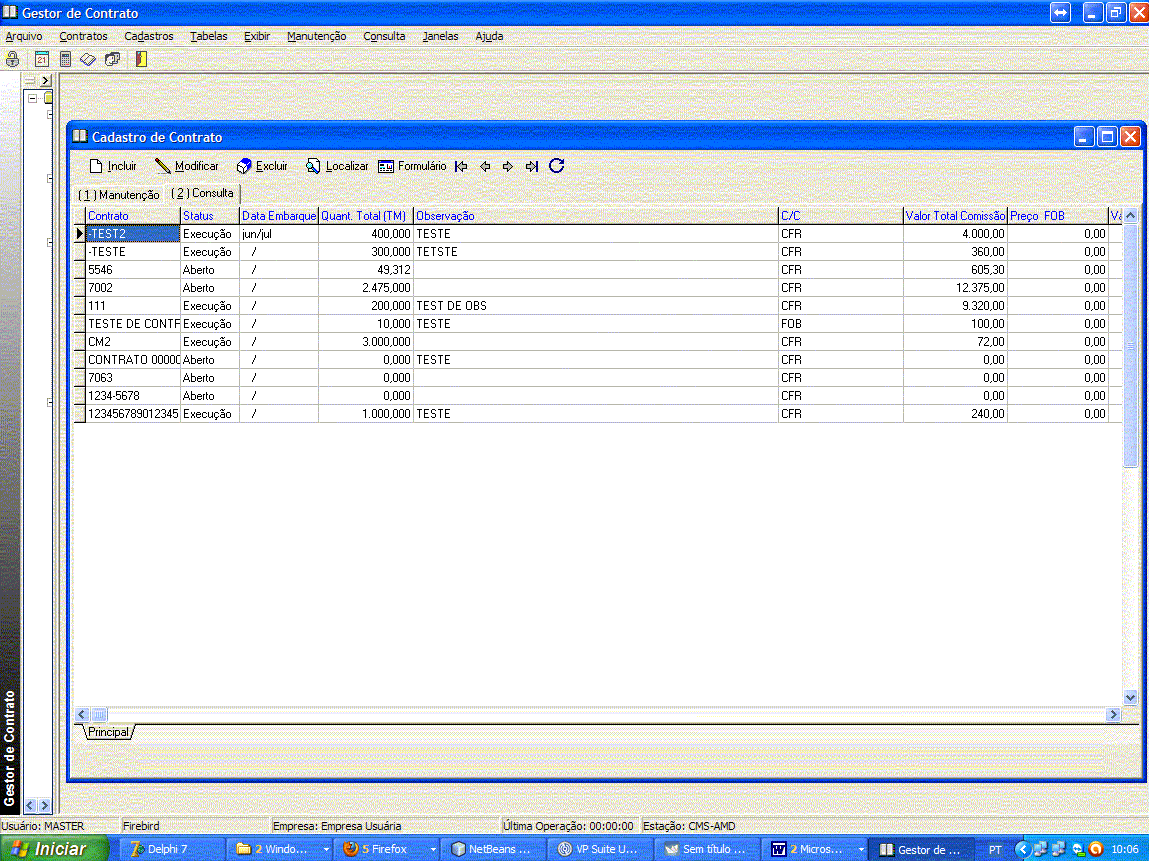 Gestor de Contrato
Arquivo Contratos Cadastros Tabelas Exibir Manutenção Consulta Janelas Ajuda
21
Cadastro de Contrato
Incluir Modificar Excluir Localizar Formulário
( 1 ) Manutenção ( 2 ) Consulta
Contrato Status Data Embarque Quant. Total (TM) Observação C/C Valor Total Comissão Preço FOB
-TEST2 Execução jun/jul 400,000 TESTE CFR 4.000,00 0,00
-TESTE Execução / 300,000 TETSTE CFR 360,00 0,00
5546 Aberto / 49,312 CFR 605,30 0,00
7002 Aberto / 2.475,000 CFR 12.375,00 0,00
111 Execução / 200,000 TEST DE OBS CFR 9.320,00 0,00
TESTE DE CONTF Execução / 10,000 TESTE FOB 100,00 0,00
CM2 Execução / 3.000,000 CFR 72,00 0,00
CONTRATO 0000C Aberto / 0,000 TESTE CFR 0,00 0,00
7063 Aberto / 0,000 CFR 0,00 0,00
1234-5678 Aberto / 0,000 CFR 0,00 0,00
123456789012345 Execução / 1.000,000 TESTE CFR 240,00 0,00
Principal
Gestor de Contrato
Usuário: MASTER Firebird Empresa: Empresa Usuária Última Operação: 00:00:00 Estação: CMS-AMD
Iniciar Delphi 7 2 Windo... 5 Firefox NetBeans ... VP Suite U... Sem título ... 2 Micros... Gestor de ... PT 10:06